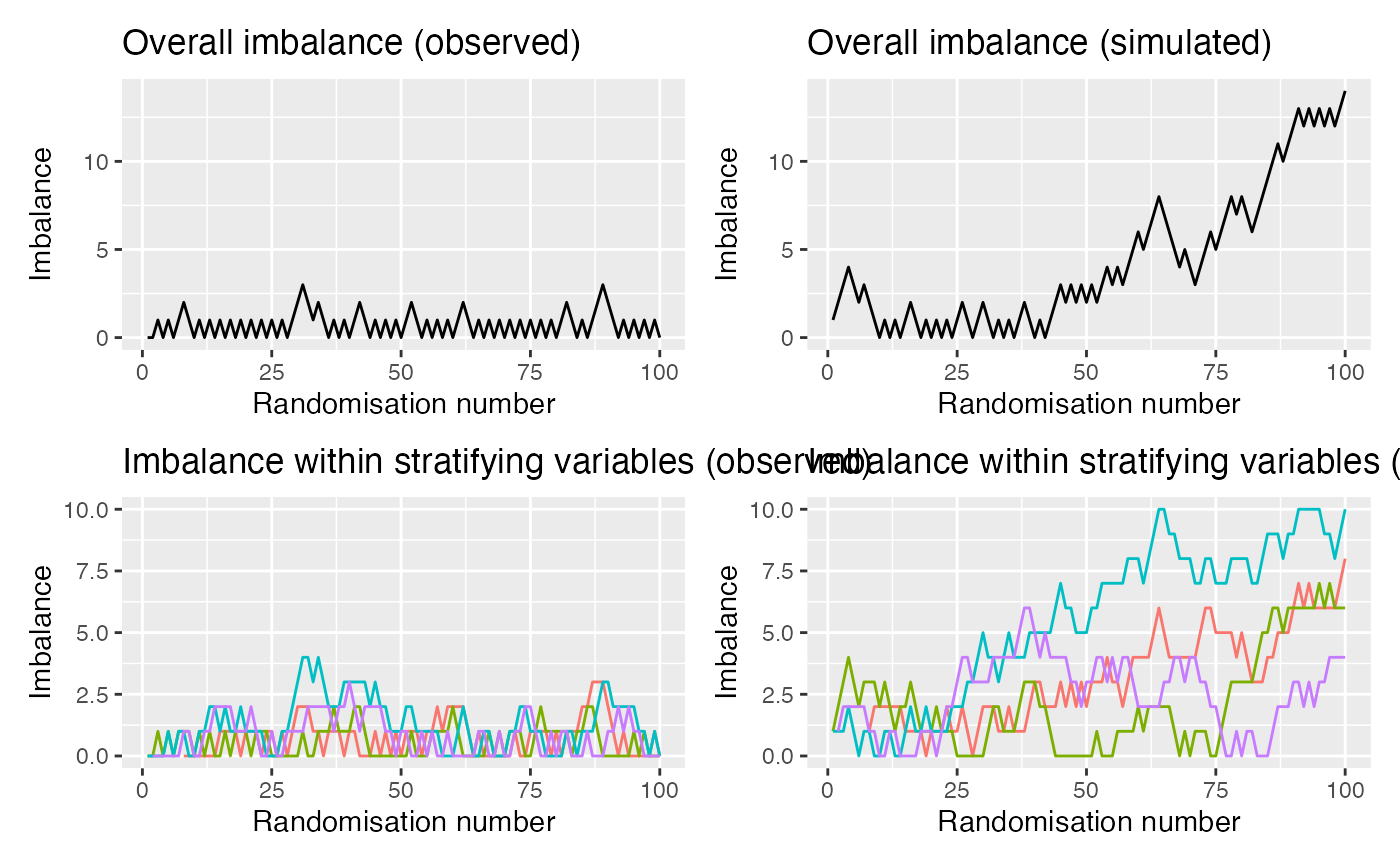 Overall imbalance (observed)
Imbalance
10
5
0
0 25 50 75 100
Randomisation number
Overall imbalance (simulated)
Imbalance
10
5
0
0 25 50 75 100
Randomisation number
Imbalance within stratifying variables (observed)
Imbalance
10.0
7.5
5.0
2.5
0.0
0 25 50 75 100
Randomisation number
Imbalance within stratifying variables (
Imbalance
10.0
7.5
5.0
2.5
0.0
0 25 50 75 100
Randomisation number